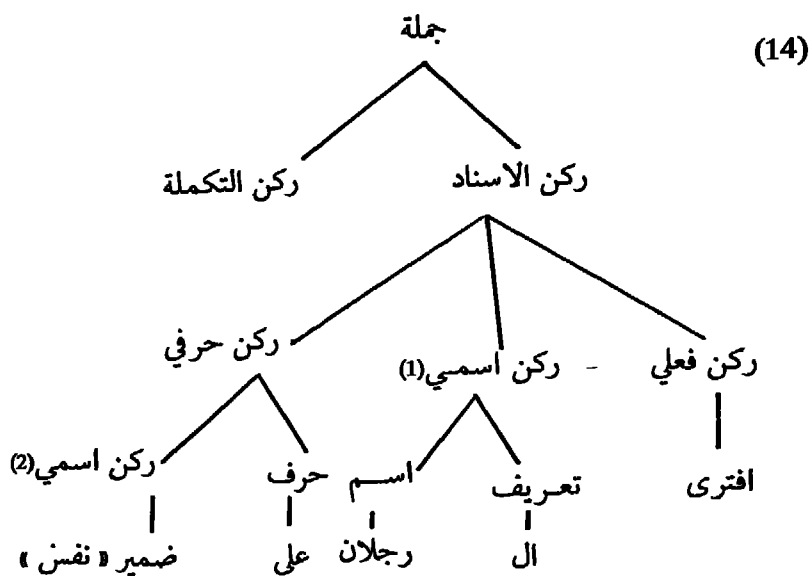 جملة
(14)
ركن الاسناد ركن التكملة
ركن فعلي - ركن اسمي(1) ركن حرفي
افترى تعريف اسم حرف ركن اسمي(2)
ال رجلان على ضمير « نفس »